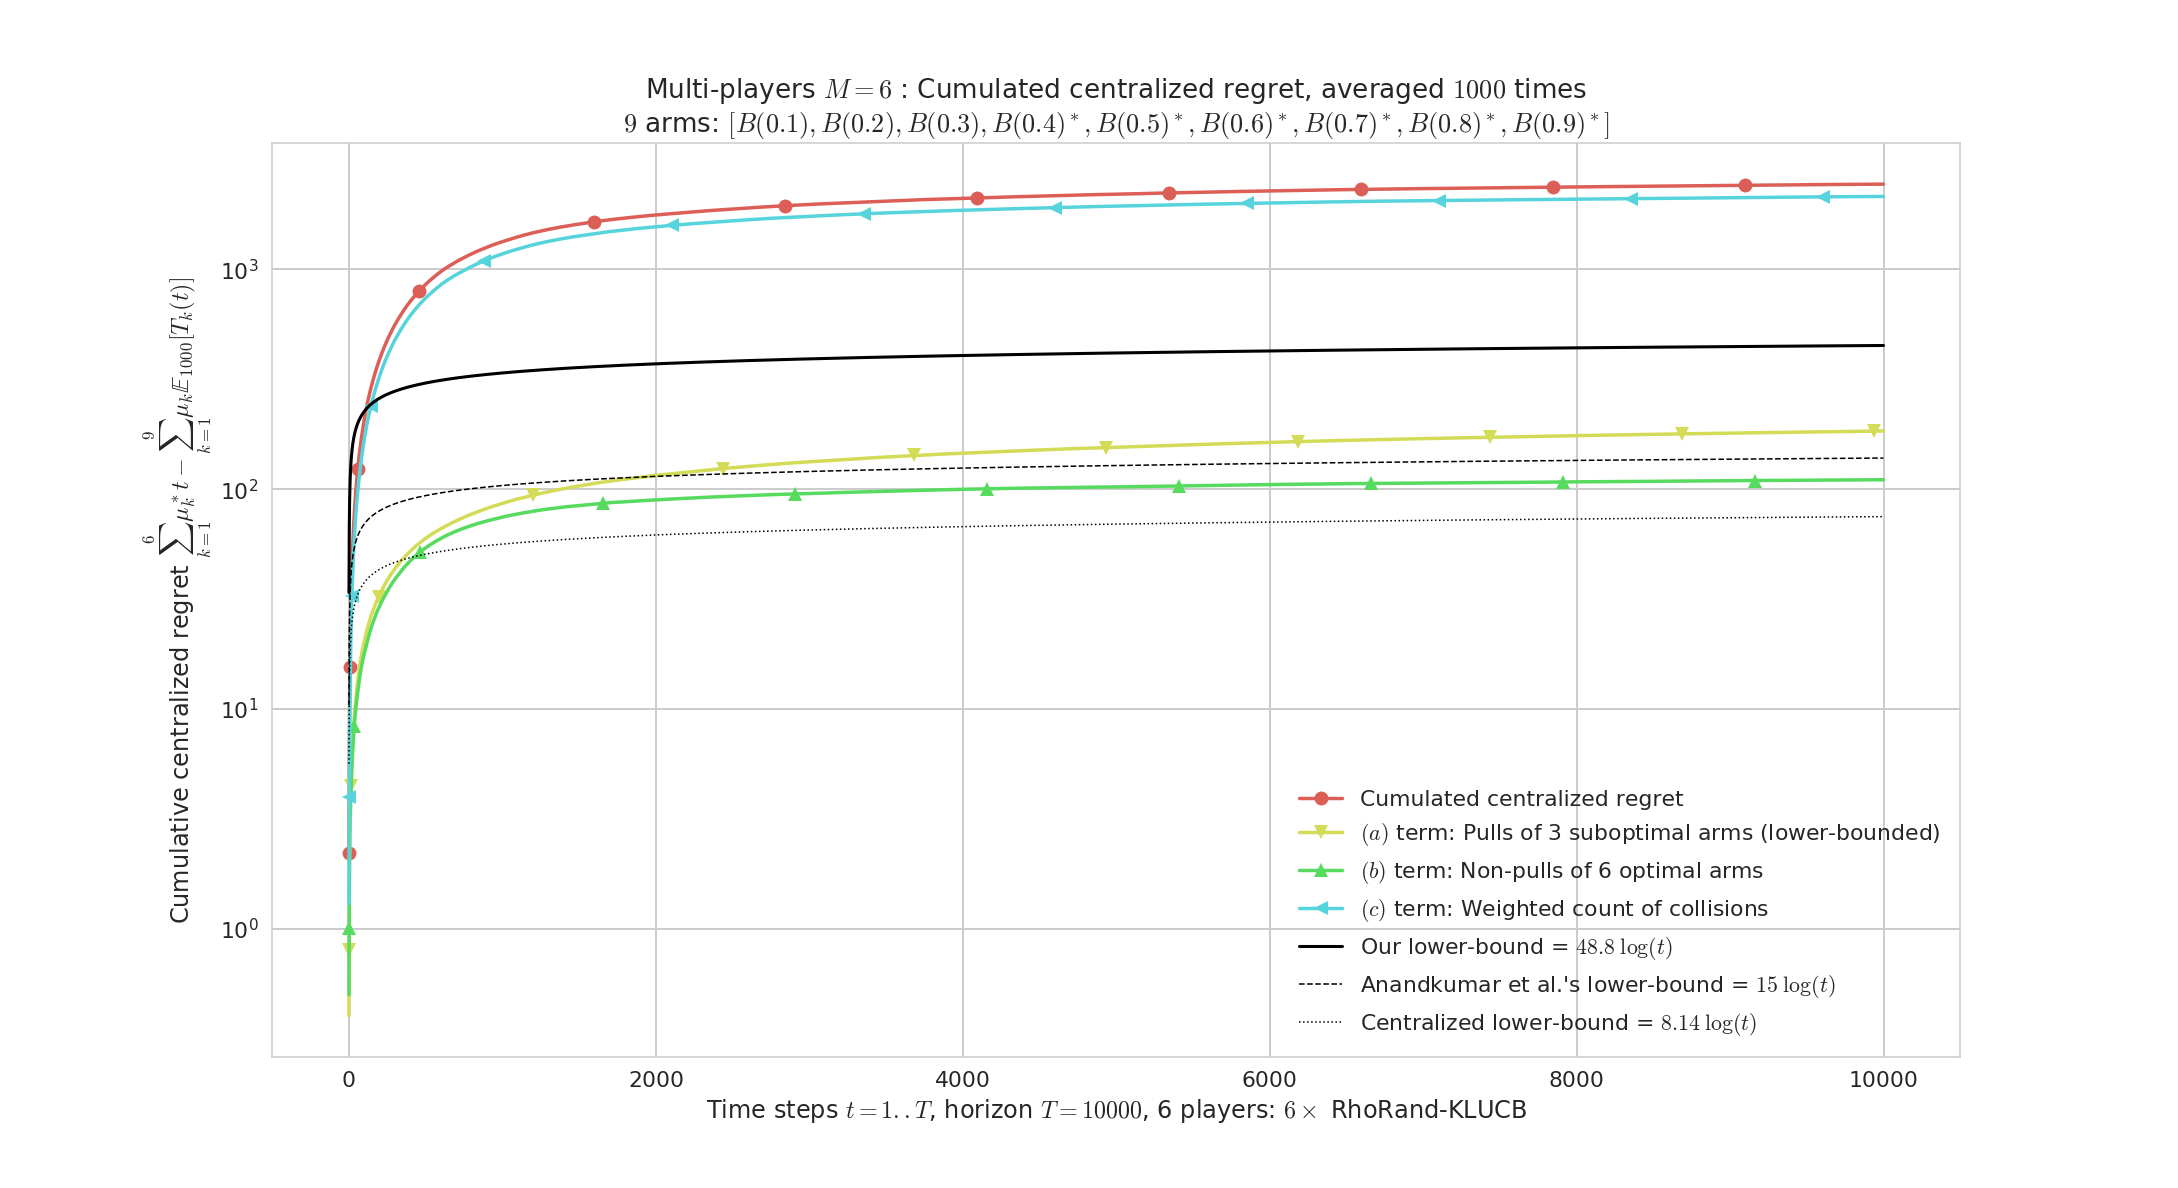 Multi-players M = 6 : Cumulated centralized regret, averaged 1000 times
9 arms: [B(0.1), B(0.2), B(0.3), B(0.4)*, B(0.5)*, B(0.6)*, B(0.7)*, B(0.8)*, B(0.9)*]
Cumulative centralized regret ∑_{k=1}^{6} μ_k^* t − ∑_{k=1}^{9} μ_k 𝔼_{1000}[T_k(t)]
10³
10²
10¹
10⁰
Cumulated centralized regret
(a) term: Pulls of 3 suboptimal arms (lower-bounded)
(b) term: Non-pulls of 6 optimal arms
(c) term: Weighted count of collisions
Our lower-bound = 48.8 log(t)
Anandkumar et al.'s lower-bound = 15 log(t)
Centralized lower-bound = 8.14 log(t)
0 2000 4000 6000 8000 10000
Time steps t = 1..T, horizon T = 10000, 6 players: 6× RhoRand-KLUCB